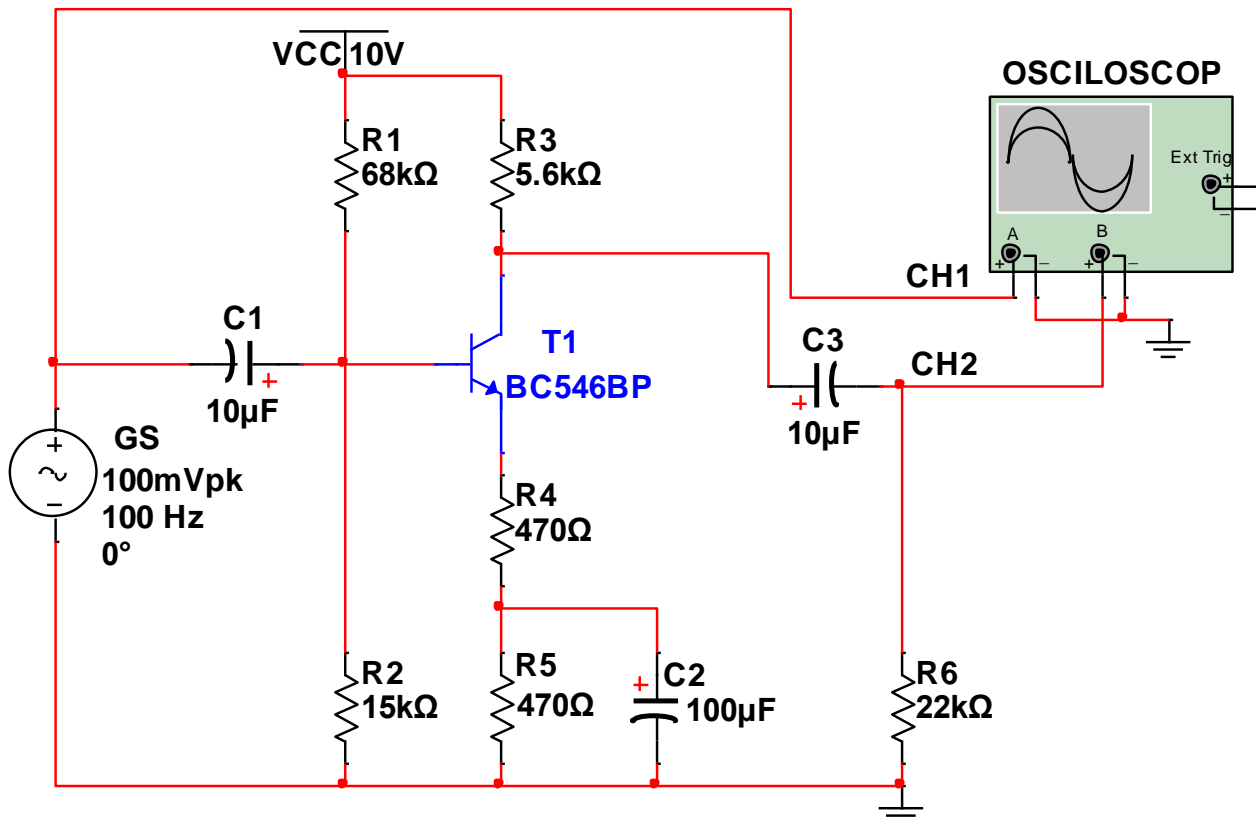 VCC 10V
OSCILOSCOP
R1
68kΩ
R3
5.6kΩ
Ext Trig
+
−
A
B
+ −
+ −
CH1
C1
+
10µF
T1
BC546BP
C3
+
10µF
CH2
GS
+
−
100mVpk
100 Hz
0°
R4
470Ω
R2
15kΩ
R5
470Ω
+
C2
100µF
R6
22kΩ